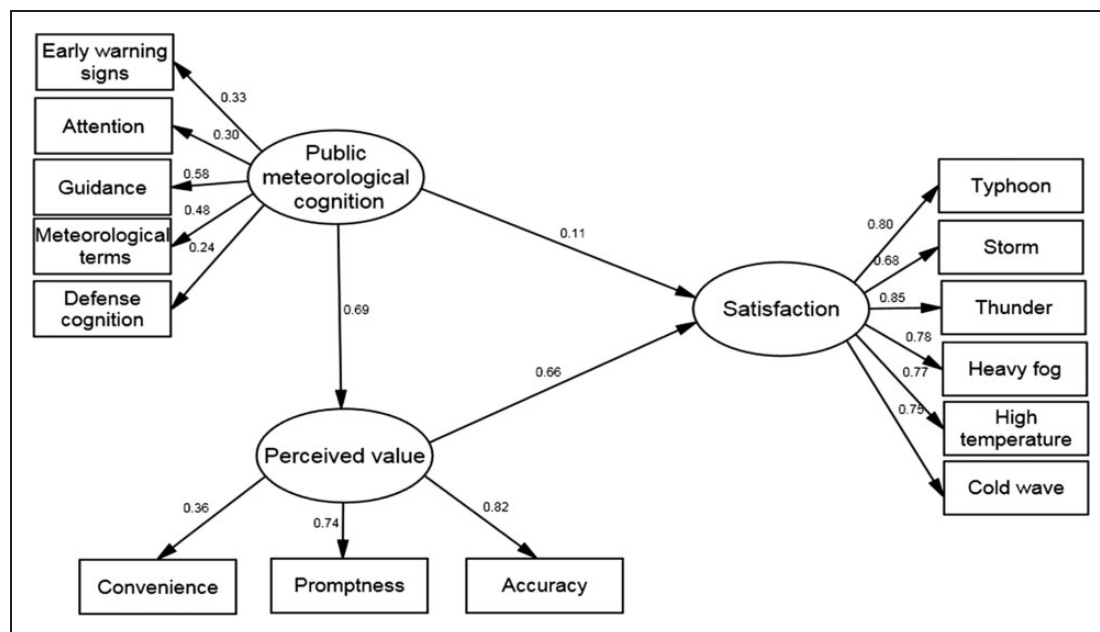 Early warning
signs
0.33
Attention
0.30
Public
meteorological
cognition
Guidance
0.58
Meteorological
terms
0.48
0.24
Defense
cognition
0.11
0.69
Typhoon
0.80
Storm
0.68
Satisfaction
Thunder
0.85
Heavy fog
0.78
High
temperature
0.77
Cold wave
0.75
0.66
Perceived value
0.36
0.74
0.82
Convenience
Promptness
Accuracy